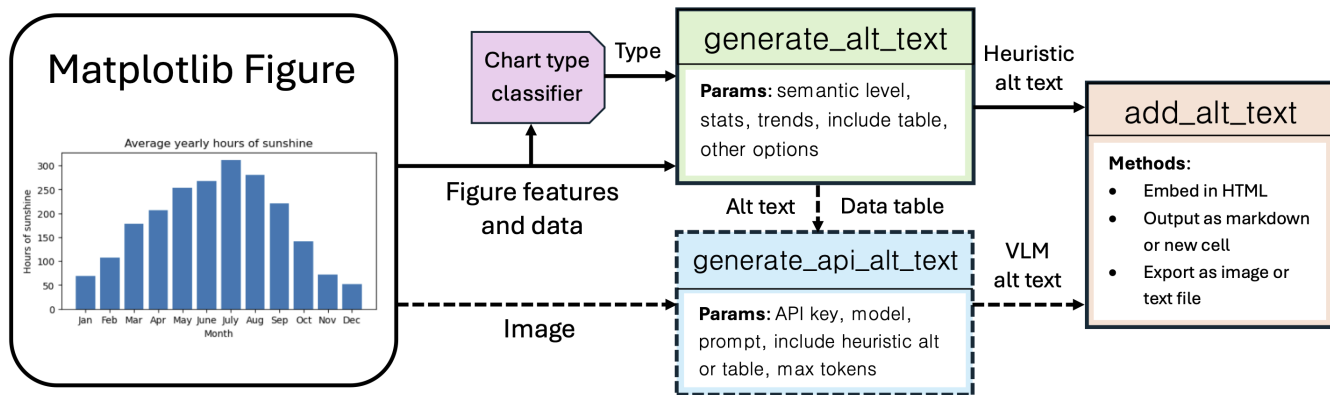 Matplotlib Figure
Average yearly hours of sunshine
Hours of sunshine
300
250
200
150
100
50
0
Jan Feb Mar Apr May June July Aug Sep Oct Nov Dec
Month
Chart type
classifier
Type
Figure features
and data
Image
generate_alt_text
Params: semantic level,
stats, trends, include table,
other options
Alt text
Data table
generate_api_alt_text
Params: API key, model,
prompt, include heuristic alt
or table, max tokens
Heuristic
alt text
VLM
alt text
add_alt_text
Methods:
• Embed in HTML
• Output as markdown
or new cell
• Export as image or
text file